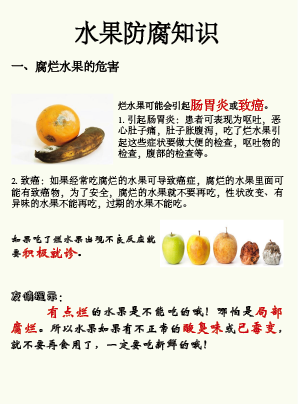 水果防腐知识
一、腐烂水果的危害
烂水果可能会引起肠胃炎或致癌。
1. 引起肠胃炎：患者可表现为呕吐，恶
心肚子痛，肚子胀腹泻，吃了烂水果引
起这些症状要做大便的检查，呕吐物的
检查，腹部的检查等。
2. 致癌：如果经常吃腐烂的水果可导致癌症，腐烂的水果里面可
能有致癌物，为了安全，腐烂的水果就不要再吃，性状改变、有
异味的水果不能再吃，过期的水果不能吃。
如果吃了烂水果出现不良反应就
要积极就诊。
友情提示：
有点烂的水果是不能吃的哦！哪怕是局部
腐烂。所以水果如果有不正常的酸臭味或已霉变，
就不要再食用了，一定要吃新鲜的哦！